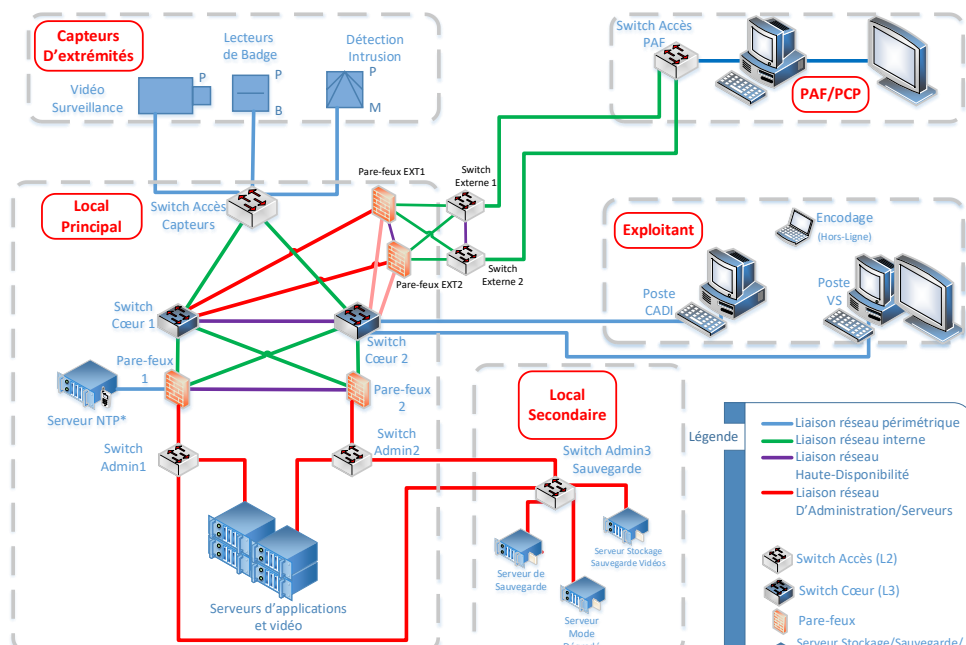 Capteurs
D'extrémités
Lecteurs
de Badge
Détection
Intrusion
Vidéo
Surveillance
P
P
B
P
M
Switch Accès
PAF
PAF/PCP
Local
Principal
Switch Accès
Capteurs
Pare-feux EXT1
Switch
Externe 1
Pare-feux EXT2
Switch
Externe 2
Exploitant
Encodage
(Hors-Ligne)
Poste
CADI
Poste
VS
Switch
Cœur 1
Switch
Cœur 2
Pare-feux
1
Pare-feux
2
Serveur NTP*
Switch
Admin1
Switch
Admin2
Serveurs d'applications
et vidéo
Local
Secondaire
Switch Admin3
Sauvegarde
Serveur de
Sauvegarde
Serveur Stockage
Sauvegarde Vidéos
Serveur
Mode
Légende
Liaison réseau périmétrique
Liaison réseau interne
Liaison réseau
Haute-Disponibilité
Liaison réseau
D'Administration/Serveurs
Switch Accès (L2)
Switch Cœur (L3)
Pare-feux
Serveur Stockage/Sauvegarde/